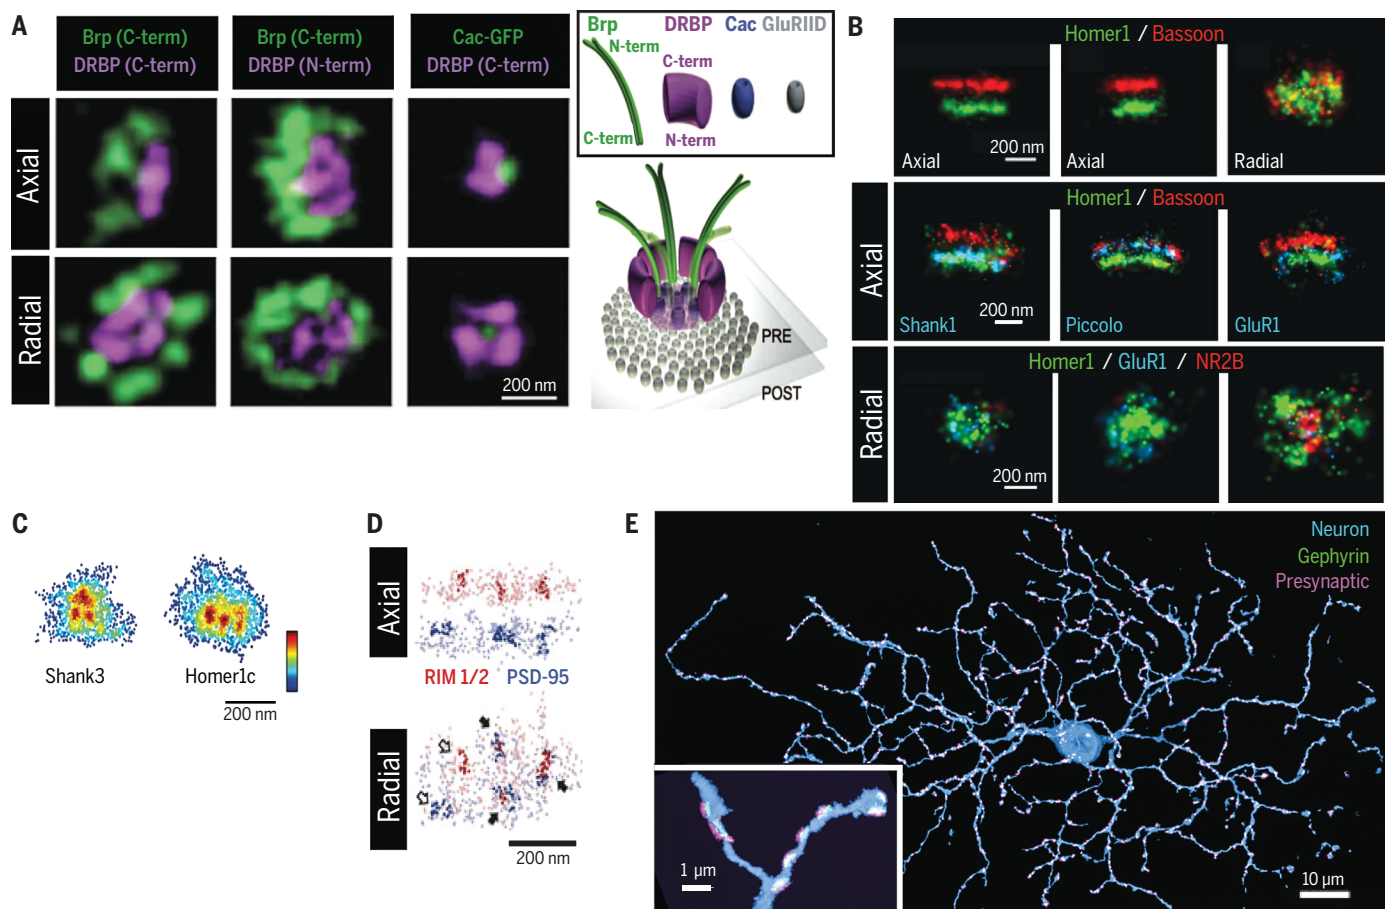 A
Brp (C-term)
DRBP (C-term)
Brp (C-term)
DRBP (N-term)
Cac-GFP
DRBP (C-term)
Axial
Radial
200 nm
Brp
DRBP
Cac
GluRIID
N-term
C-term
C-term
N-term
PRE
POST
B
Homer1 / Bassoon
Axial
200 nm
Axial
Radial
Axial
Homer1 / Bassoon
Shank1
200 nm
Piccolo
GluR1
Radial
Homer1 / GluR1 / NR2B
200 nm
C
Shank3
Homer1c
200 nm
D
Axial
RIM 1/2
PSD-95
Radial
200 nm
E
Neuron
Gephyrin
Presynaptic
1 µm
10 µm